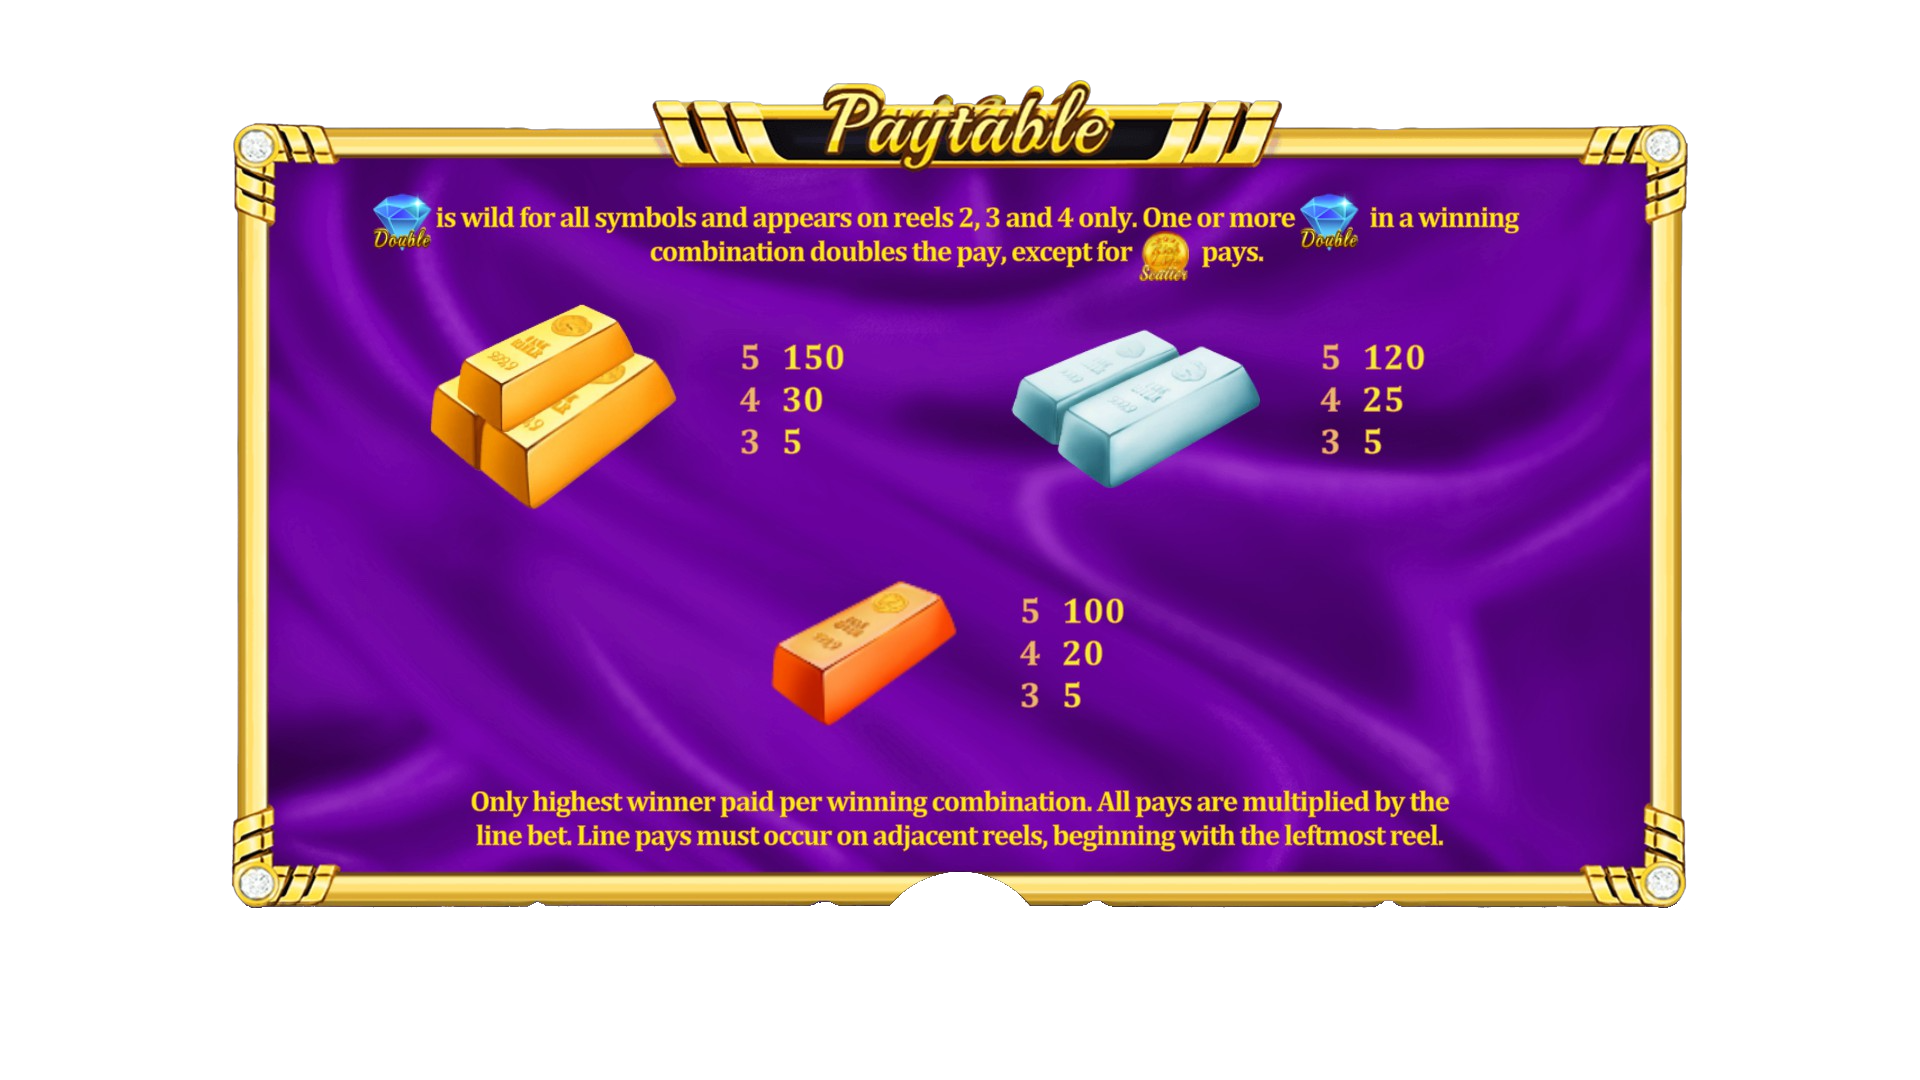 Paytable
Double is wild for all symbols and appears on reels 2, 3 and 4 only. One or more Double in a winning
combination doubles the pay, except for Scatter pays.
5 150
4 30
3 5
5 120
4 25
3 5
5 100
4 20
3 5
Only highest winner paid per winning combination. All pays are multiplied by the
line bet. Line pays must occur on adjacent reels, beginning with the leftmost reel.